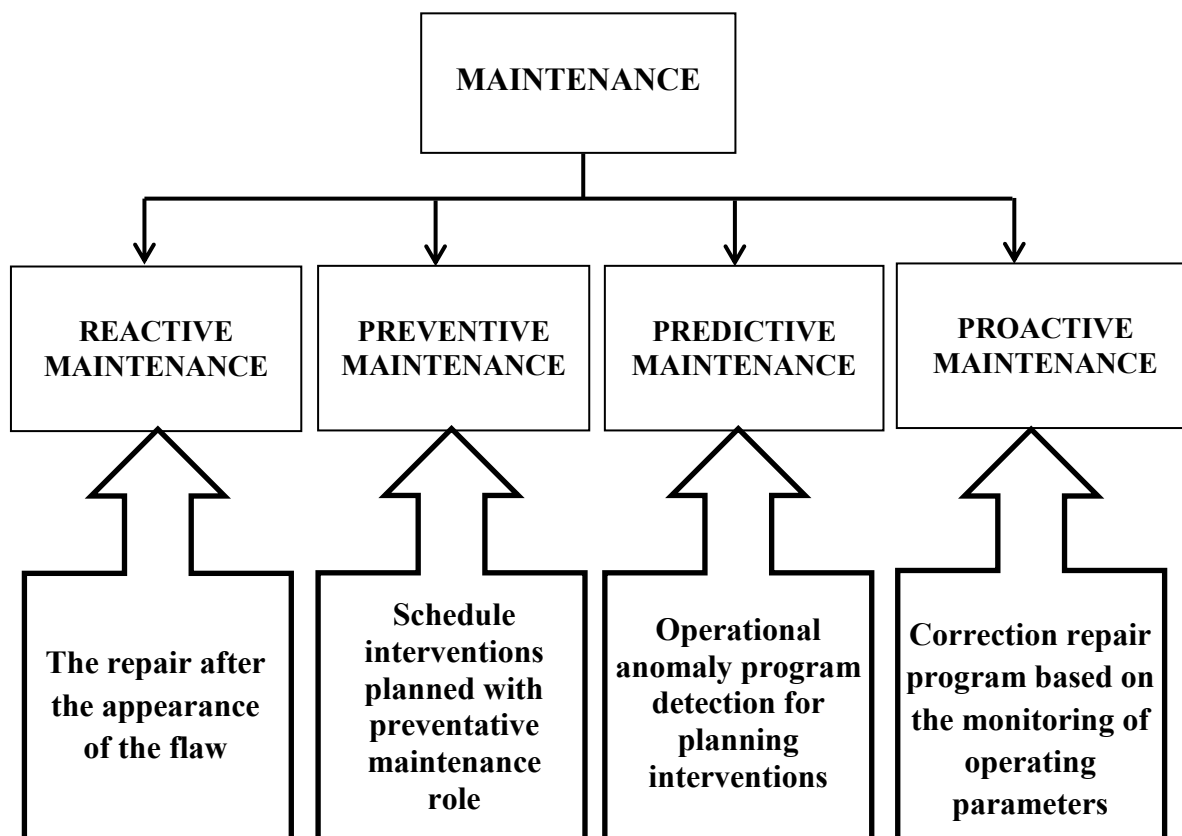 MAINTENANCE
REACTIVE
MAINTENANCE
PREVENTIVE
MAINTENANCE
PREDICTIVE
MAINTENANCE
PROACTIVE
MAINTENANCE
The repair after
the appearance
of the flaw
Schedule
interventions
planned with
preventative
maintenance
role
Operational
anomaly program
detection for
planning
interventions
Correction repair
program based on
the monitoring of
operating
parameters